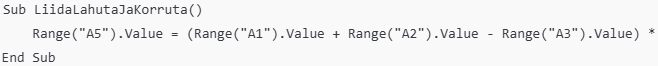 Sub LiidaLahutaJaKorruta()
    Range("A5").Value = (Range("A1").Value + Range("A2").Value - Range("A3").Value) *
End Sub